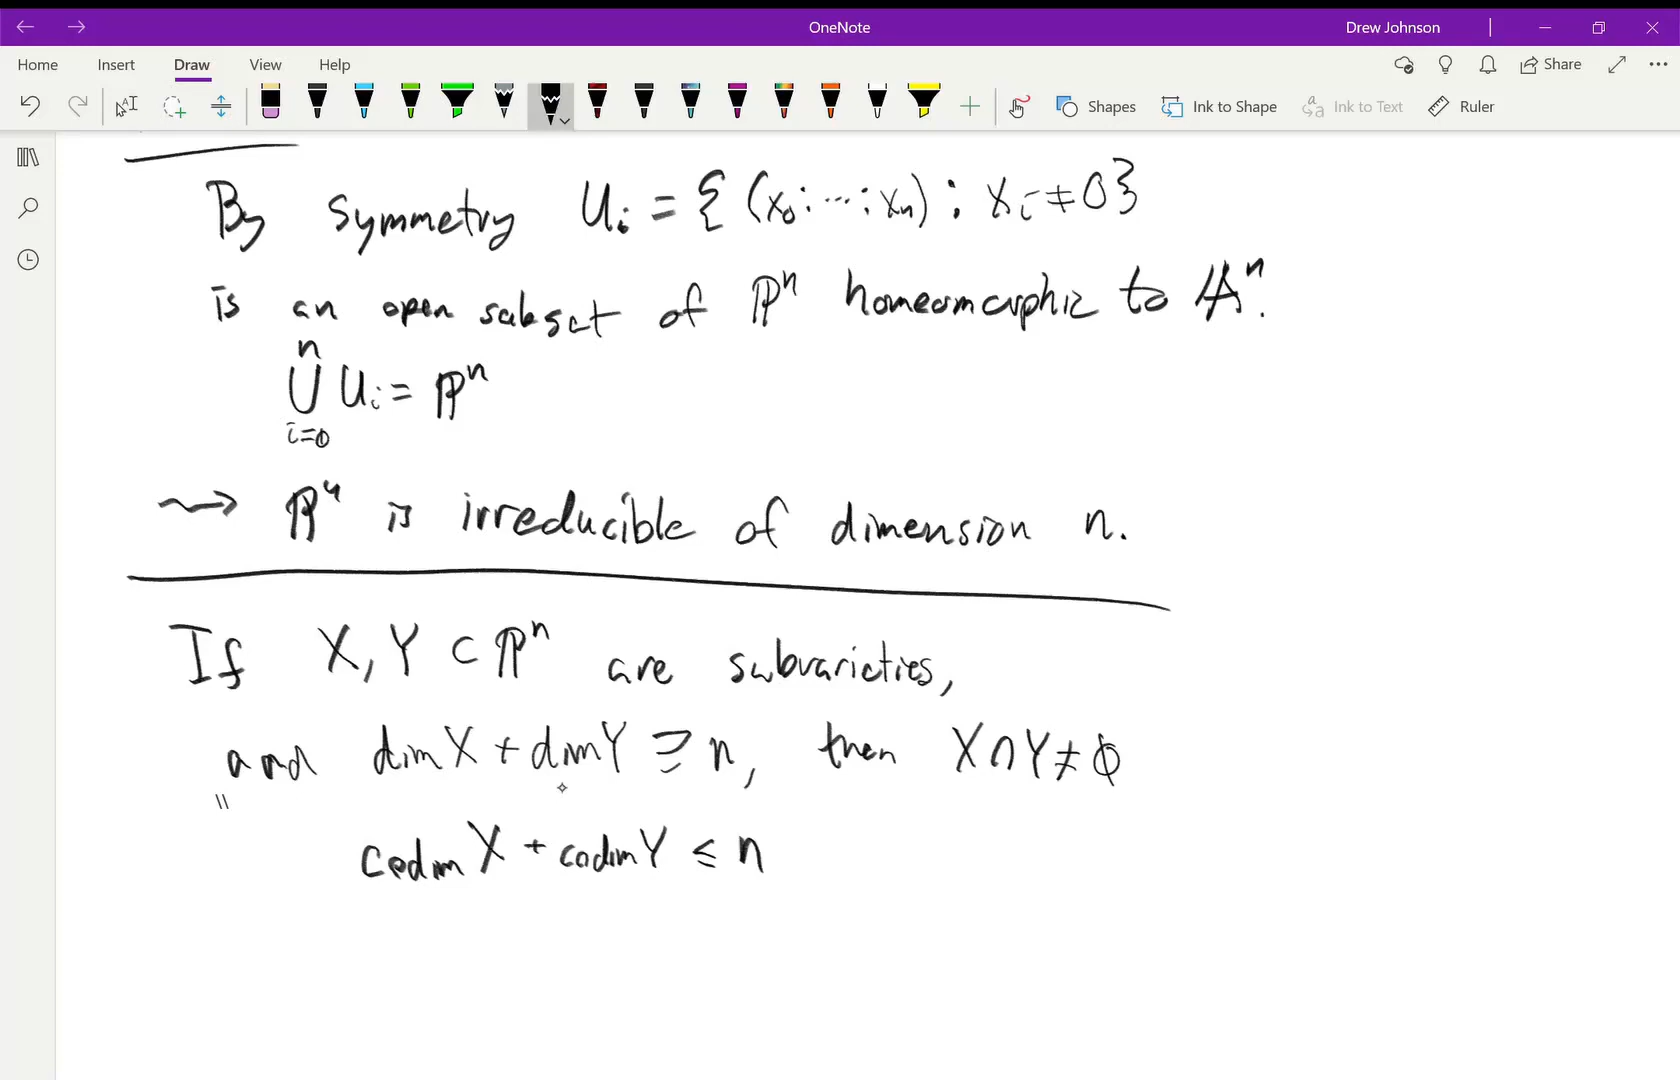 OneNote
Drew Johnson
Home Insert Draw View Help
Share
Shapes Ink to Shape Ink to Text Ruler
By symmetry U_i = { (x_0 : ... : x_n) : x_i ≠ 0 }
is an open subset of ℙ^n homeomorphic to 𝔸^n.
n
⋃ U_i = ℙ^n
i=0
⇝ ℙ^n is irreducible of dimension n.
If X, Y ⊂ ℙ^n are subvarieties,
and dim X + dim Y ≥ n, then X ∩ Y ≠ ∅
\\
codim X + codim Y ≤ n